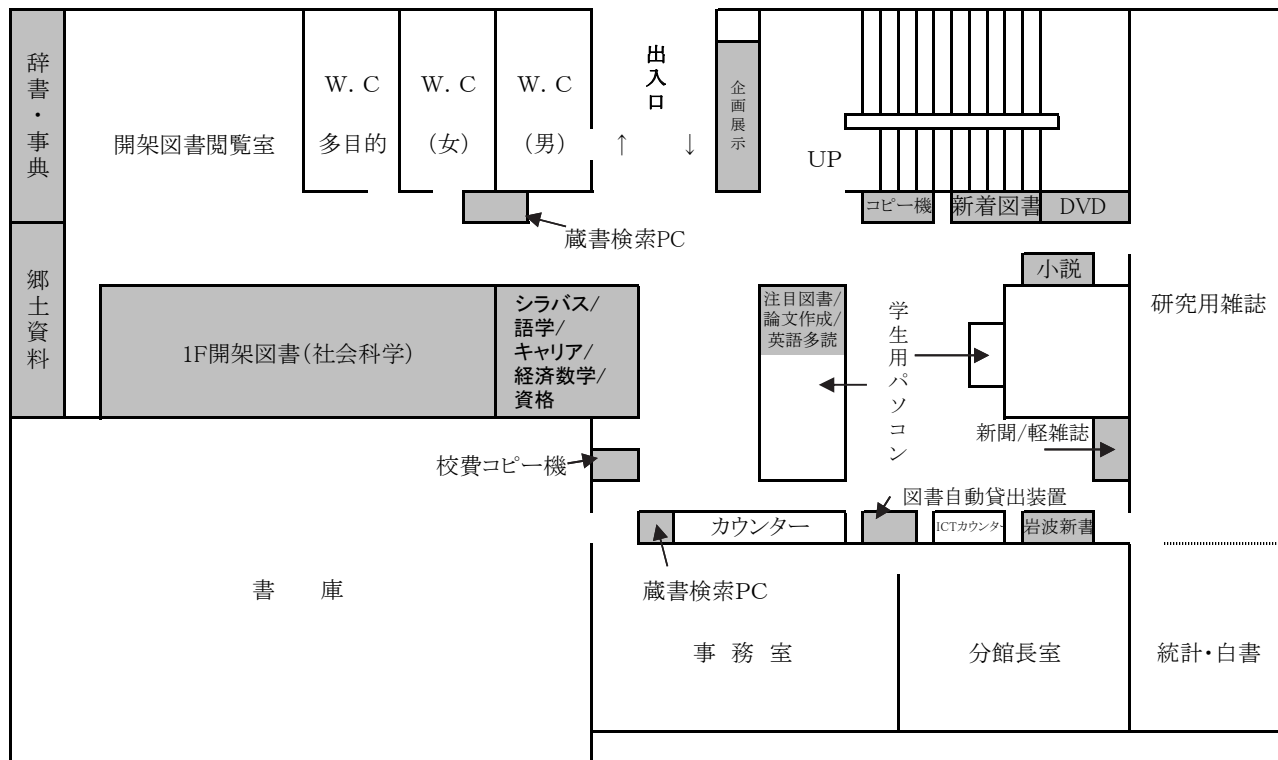 辞書・事典
開架図書閲覧室
W.C
多目的
W.C
(女)
W.C
(男)
出入口
↑ ↓
企画展示
UP
コピー機
新着図書
DVD
蔵書検索PC
郷土資料
1F開架図書(社会科学)
シラバス/
語学/
キャリア/
経済数学/
資格
注目図書/
論文作成/
英語多読
学生用パソコン
小説
研究用雑誌
新聞/軽雑誌
校費コピー機
図書自動貸出装置
カウンター
ICTカウンター
岩波新書
蔵書検索PC
書 庫
事 務 室
分館長室
統計・白書